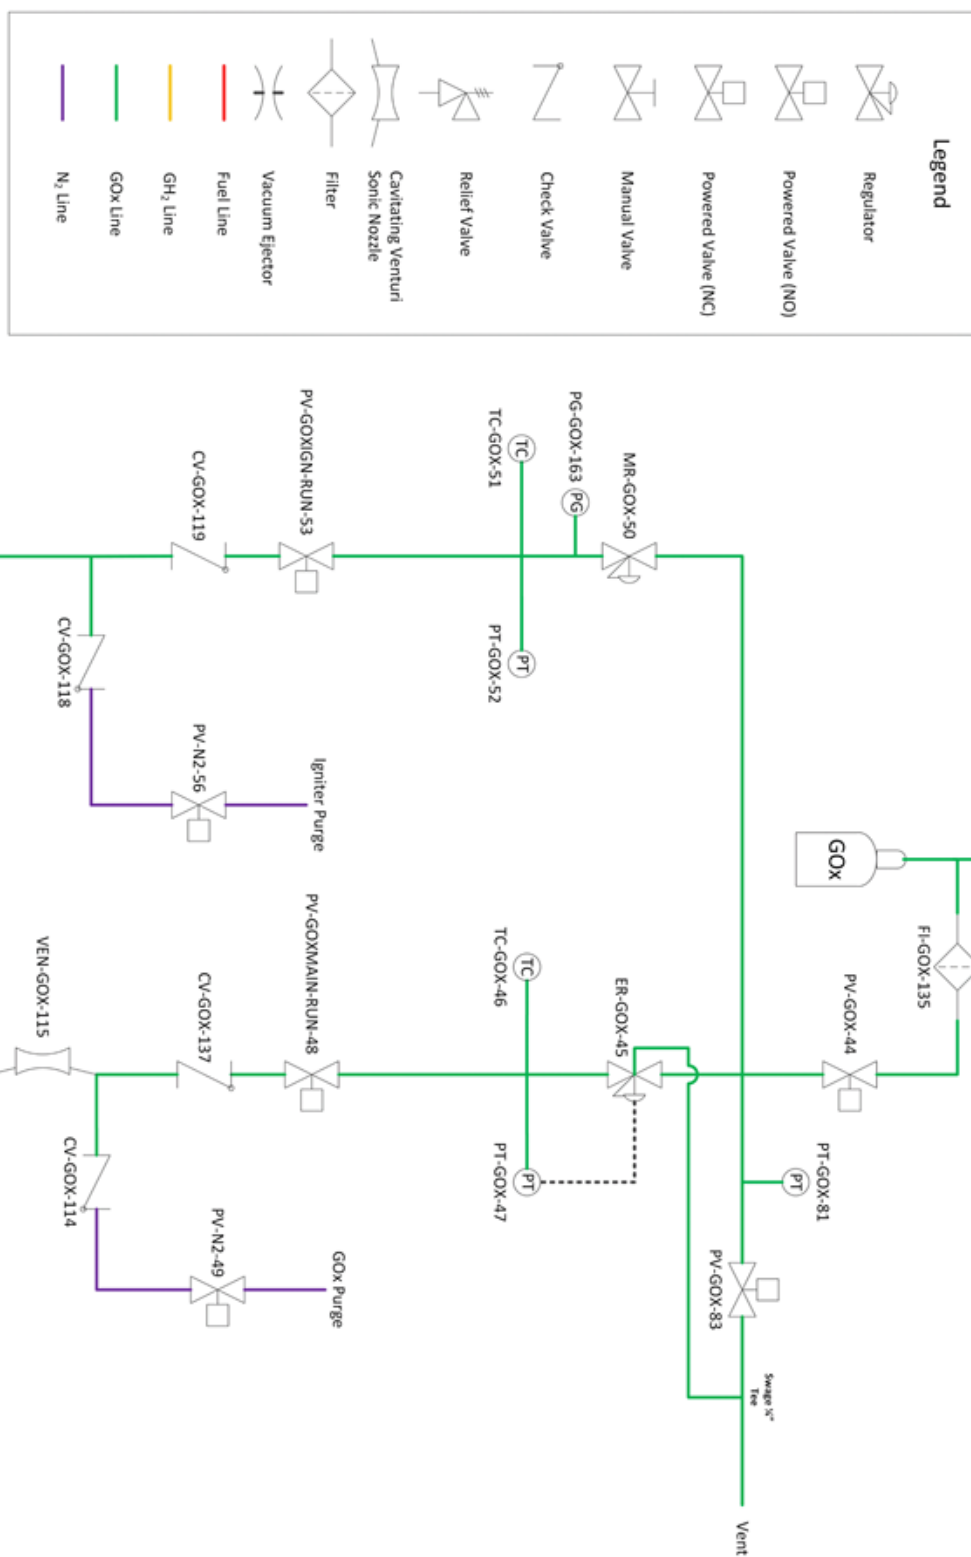 Legend
Regulator
Powered Valve (NO)
Powered Valve (NC)
Manual Valve
Check Valve
Relief Valve
Cavitating Venturi
Sonic Nozzle
Filter
Vacuum Ejector
Fuel Line
GH₂ Line
GOx Line
N₂ Line
GOx
FI-GOX-135
PV-GOX-44
PT-GOX-81
PT
PV-GOX-83
Swage ¼"
Tee
Vent
MR-GOX-50
PG-GOX-163
PG
TC-GOX-51
TC
PT-GOX-52
PT
PV-GOXIGN-RUN-53
CV-GOX-119
CV-GOX-118
PV-N2-56
Igniter Purge
ER-GOX-45
TC-GOX-46
TC
PT-GOX-47
PT
PV-GOXMAIN-RUN-48
CV-GOX-137
VEN-GOX-115
CV-GOX-114
PV-N2-49
GOx Purge